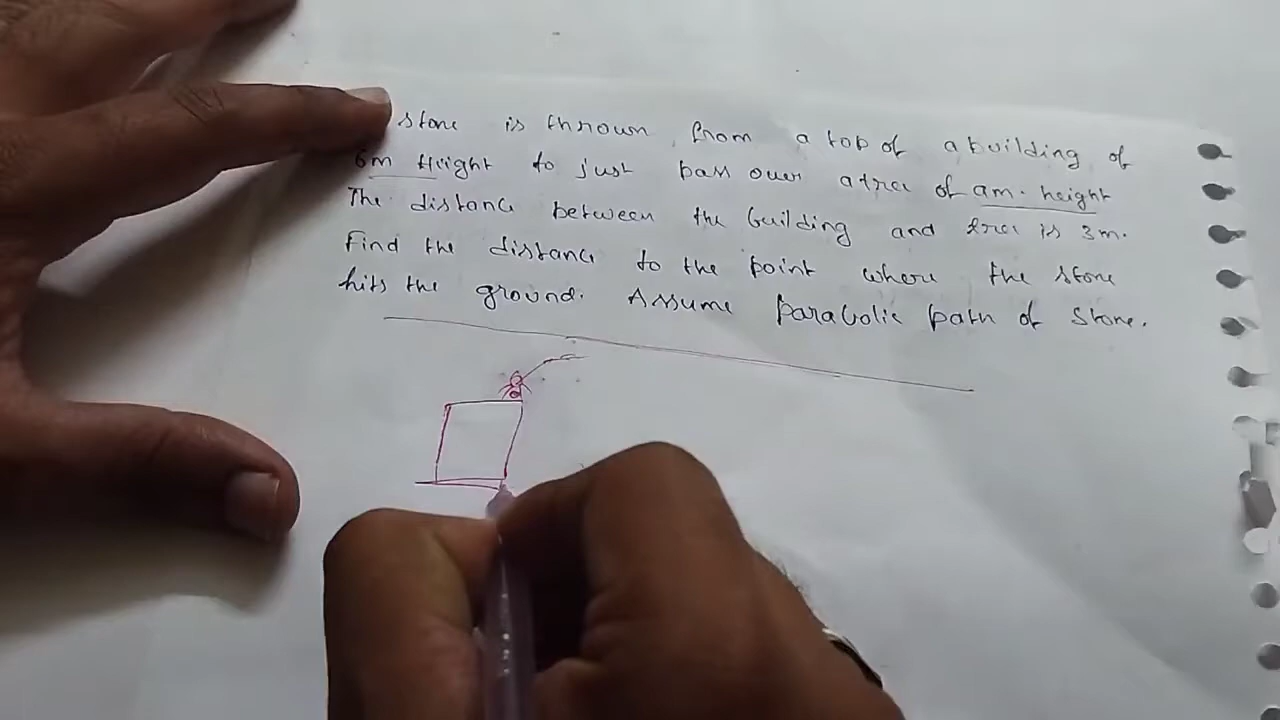 stone is thrown from a top of a building of
6m Height to just pass over a tree of am. height
The distance between the building and tree is 3m.
Find the distance to the point where the stone
hits the ground. Assume parabolic path of stone.